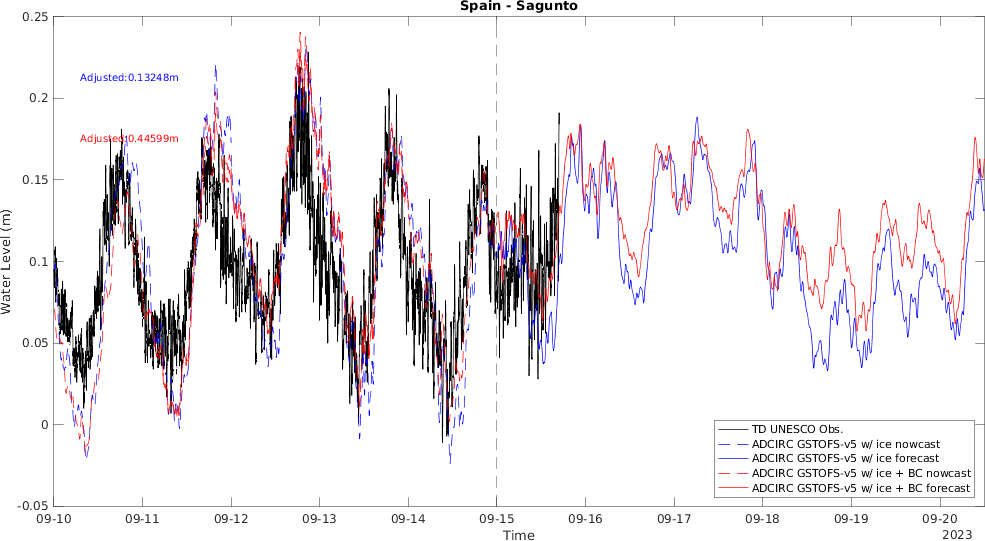 Spain - Sagunto
0.25
0.2
0.15
0.1
0.05
0
-0.05
Water Level (m)
Adjusted:0.13248m
Adjusted:0.44599m
TD UNESCO Obs.
ADCIRC GSTOFS-v5 w/ ice nowcast
ADCIRC GSTOFS-v5 w/ ice forecast
ADCIRC GSTOFS-v5 w/ ice + BC nowcast
ADCIRC GSTOFS-v5 w/ ice + BC forecast
09-10 09-11 09-12 09-13 09-14 09-15 09-16 09-17 09-18 09-19 09-20
2023
Time